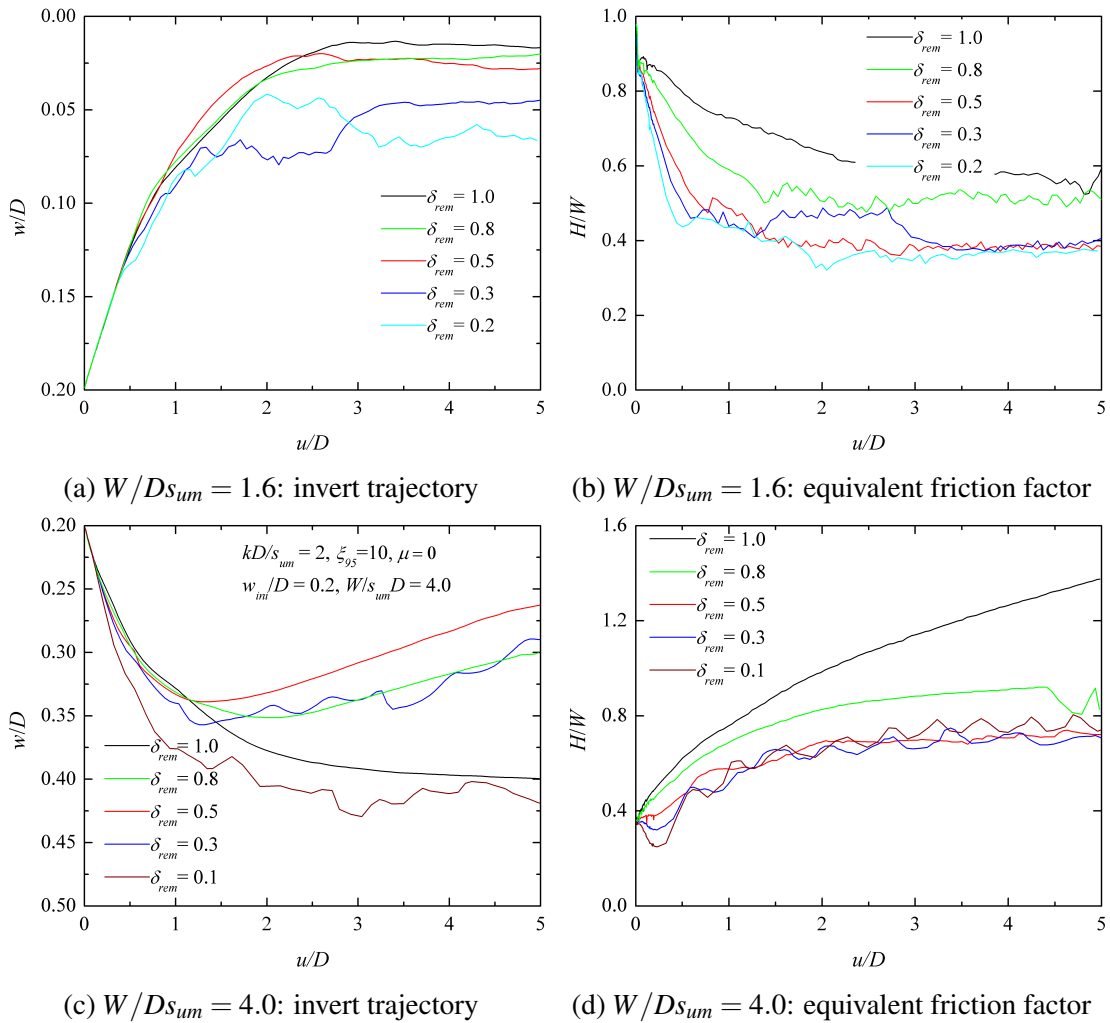 0.00
0.05
0.10
0.15
0.20
w/D
0 1 2 3 4 5
u/D
δrem= 1.0
δrem= 0.8
δrem= 0.5
δrem= 0.3
δrem= 0.2
(a) W/Dsum = 1.6: invert trajectory
1.0
0.8
0.6
0.4
0.2
0.0
H/W
0 1 2 3 4 5
u/D
δrem= 1.0
δrem= 0.8
δrem= 0.5
δrem= 0.3
δrem= 0.2
(b) W/Dsum = 1.6: equivalent friction factor
0.20
0.25
0.30
0.35
0.40
0.45
0.50
w/D
0 1 2 3 4 5
u/D
kD/sum = 2, ξ95=10, μ = 0
wini/D = 0.2, W/sumD = 4.0
δrem= 1.0
δrem= 0.8
δrem= 0.5
δrem= 0.3
δrem= 0.1
(c) W/Dsum = 4.0: invert trajectory
1.6
1.2
0.8
0.4
0.0
H/W
0 1 2 3 4 5
u/D
δrem= 1.0
δrem= 0.8
δrem= 0.5
δrem= 0.3
δrem= 0.1
(d) W/Dsum = 4.0: equivalent friction factor